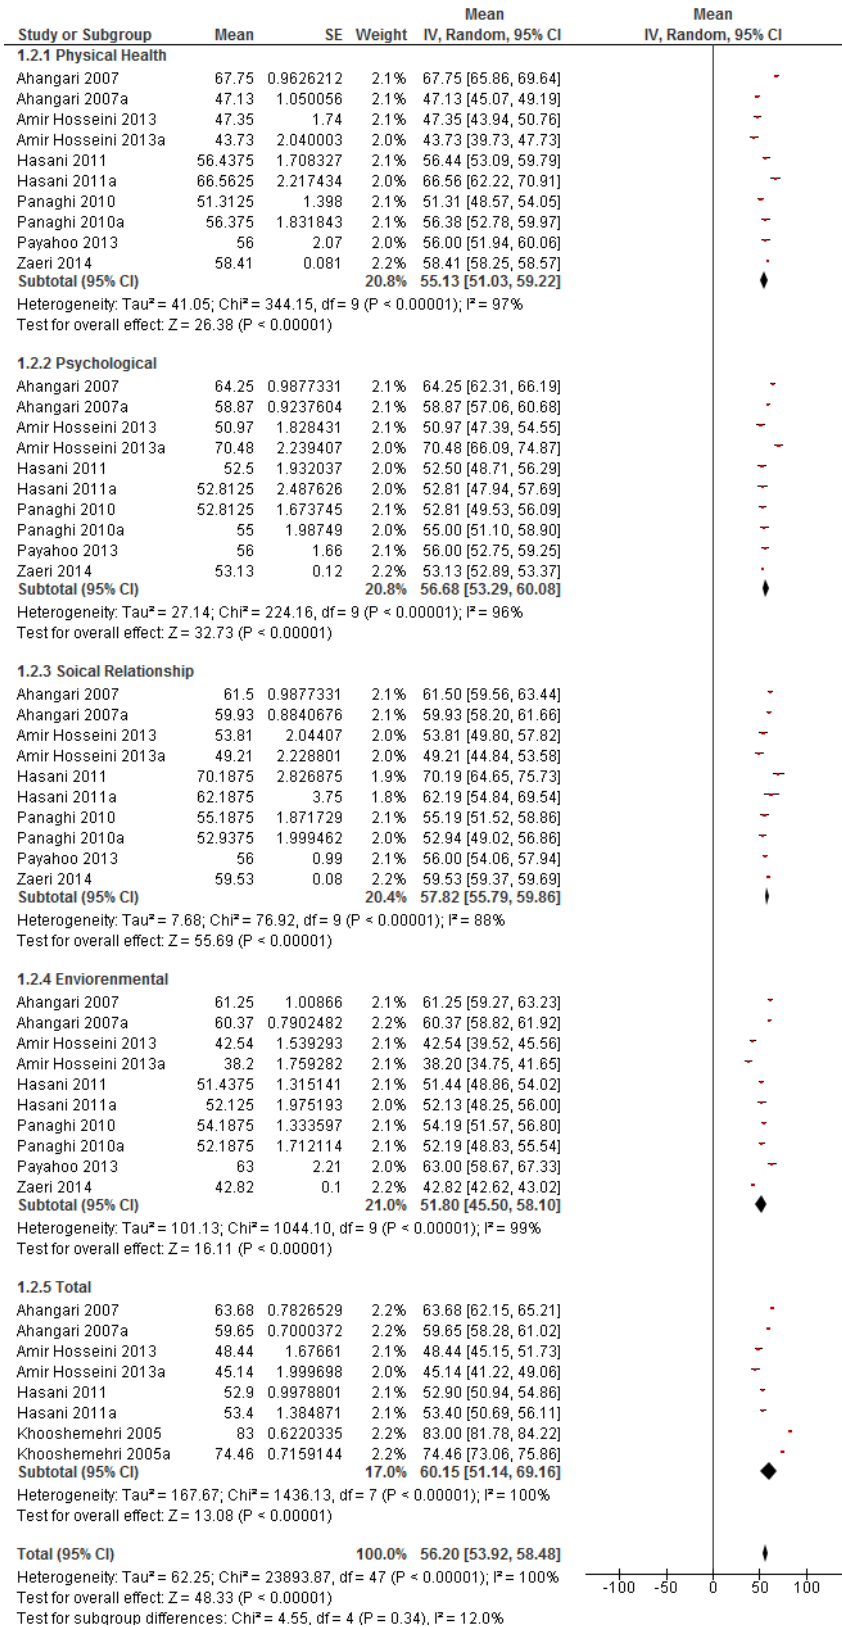 Mean Mean
Study or Subgroup Mean SE Weight IV, Random, 95% CI IV, Random, 95% CI
1.2.1 Physical Health
Ahangari 2007 67.75 0.9626212 2.1% 67.75 [65.86, 69.64]
Ahangari 2007a 47.13 1.050056 2.1% 47.13 [45.07, 49.19]
Amir Hosseini 2013 47.35 1.74 2.1% 47.35 [43.94, 50.76]
Amir Hosseini 2013a 43.73 2.040003 2.0% 43.73 [39.73, 47.73]
Hasani 2011 56.4375 1.708327 2.1% 56.44 [53.09, 59.79]
Hasani 2011a 66.5625 2.217434 2.0% 66.56 [62.22, 70.91]
Panaghi 2010 51.3125 1.398 2.1% 51.31 [48.57, 54.05]
Panaghi 2010a 56.375 1.831843 2.1% 56.38 [52.78, 59.97]
Payahoo 2013 56 2.07 2.0% 56.00 [51.94, 60.06]
Zaeri 2014 58.41 0.081 2.2% 58.41 [58.25, 58.57]
Subtotal (95% CI) 20.8% 55.13 [51.03, 59.22]
Heterogeneity: Tau² = 41.05; Chi² = 344.15, df = 9 (P < 0.00001); I² = 97%
Test for overall effect: Z = 26.38 (P < 0.00001)
1.2.2 Psychological
Ahangari 2007 64.25 0.9877331 2.1% 64.25 [62.31, 66.19]
Ahangari 2007a 58.87 0.9237604 2.1% 58.87 [57.06, 60.68]
Amir Hosseini 2013 50.97 1.828431 2.1% 50.97 [47.39, 54.55]
Amir Hosseini 2013a 70.48 2.239407 2.0% 70.48 [66.09, 74.87]
Hasani 2011 52.5 1.932037 2.0% 52.50 [48.71, 56.29]
Hasani 2011a 52.8125 2.487626 2.0% 52.81 [47.94, 57.69]
Panaghi 2010 52.8125 1.673745 2.1% 52.81 [49.53, 56.09]
Panaghi 2010a 55 1.98749 2.0% 55.00 [51.10, 58.90]
Payahoo 2013 56 1.66 2.1% 56.00 [52.75, 59.25]
Zaeri 2014 53.13 0.12 2.2% 53.13 [52.89, 53.37]
Subtotal (95% CI) 20.8% 56.68 [53.29, 60.08]
Heterogeneity: Tau² = 27.14; Chi² = 224.16, df = 9 (P < 0.00001); I² = 96%
Test for overall effect: Z = 32.73 (P < 0.00001)
1.2.3 Soical Relationship
Ahangari 2007 61.5 0.9877331 2.1% 61.50 [59.56, 63.44]
Ahangari 2007a 59.93 0.8840676 2.1% 59.93 [58.20, 61.66]
Amir Hosseini 2013 53.81 2.04407 2.0% 53.81 [49.80, 57.82]
Amir Hosseini 2013a 49.21 2.228801 2.0% 49.21 [44.84, 53.58]
Hasani 2011 70.1875 2.826875 1.9% 70.19 [64.65, 75.73]
Hasani 2011a 62.1875 3.75 1.8% 62.19 [54.84, 69.54]
Panaghi 2010 55.1875 1.871729 2.1% 55.19 [51.52, 58.86]
Panaghi 2010a 52.9375 1.999462 2.0% 52.94 [49.02, 56.86]
Payahoo 2013 56 0.99 2.1% 56.00 [54.06, 57.94]
Zaeri 2014 59.53 0.08 2.2% 59.53 [59.37, 59.69]
Subtotal (95% CI) 20.4% 57.82 [55.79, 59.86]
Heterogeneity: Tau² = 7.68; Chi² = 76.92, df = 9 (P < 0.00001); I² = 88%
Test for overall effect: Z = 55.69 (P < 0.00001)
1.2.4 Enviorenmental
Ahangari 2007 61.25 1.00866 2.1% 61.25 [59.27, 63.23]
Ahangari 2007a 60.37 0.7902482 2.2% 60.37 [58.82, 61.92]
Amir Hosseini 2013 42.54 1.539293 2.1% 42.54 [39.52, 45.56]
Amir Hosseini 2013a 38.2 1.759282 2.1% 38.20 [34.75, 41.65]
Hasani 2011 51.4375 1.315141 2.1% 51.44 [48.86, 54.02]
Hasani 2011a 52.125 1.975193 2.0% 52.13 [48.25, 56.00]
Panaghi 2010 54.1875 1.333597 2.1% 54.19 [51.57, 56.80]
Panaghi 2010a 52.1875 1.712114 2.1% 52.19 [48.83, 55.54]
Payahoo 2013 63 2.21 2.0% 63.00 [58.67, 67.33]
Zaeri 2014 42.82 0.1 2.2% 42.82 [42.62, 43.02]
Subtotal (95% CI) 21.0% 51.80 [45.50, 58.10]
Heterogeneity: Tau² = 101.13; Chi² = 1044.10, df = 9 (P < 0.00001); I² = 99%
Test for overall effect: Z = 16.11 (P < 0.00001)
1.2.5 Total
Ahangari 2007 63.68 0.7826529 2.2% 63.68 [62.15, 65.21]
Ahangari 2007a 59.65 0.7000372 2.2% 59.65 [58.28, 61.02]
Amir Hosseini 2013 48.44 1.67661 2.1% 48.44 [45.15, 51.73]
Amir Hosseini 2013a 45.14 1.999698 2.0% 45.14 [41.22, 49.06]
Hasani 2011 52.9 0.9978801 2.1% 52.90 [50.94, 54.86]
Hasani 2011a 53.4 1.384871 2.1% 53.40 [50.69, 56.11]
Khooshemehri 2005 83 0.6220335 2.2% 83.00 [81.78, 84.22]
Khooshemehri 2005a 74.46 0.7159144 2.2% 74.46 [73.06, 75.86]
Subtotal (95% CI) 17.0% 60.15 [51.14, 69.16]
Heterogeneity: Tau² = 167.67; Chi² = 1436.13, df = 7 (P < 0.00001); I² = 100%
Test for overall effect: Z = 13.08 (P < 0.00001)
Total (95% CI) 100.0% 56.20 [53.92, 58.48]
Heterogeneity: Tau² = 62.25; Chi² = 23893.87, df = 47 (P < 0.00001); I² = 100%
-100 -50 0 50 100
Test for overall effect: Z = 48.33 (P < 0.00001)
Test for subgroup differences: Chi² = 4.55, df = 4 (P = 0.34), I² = 12.0%